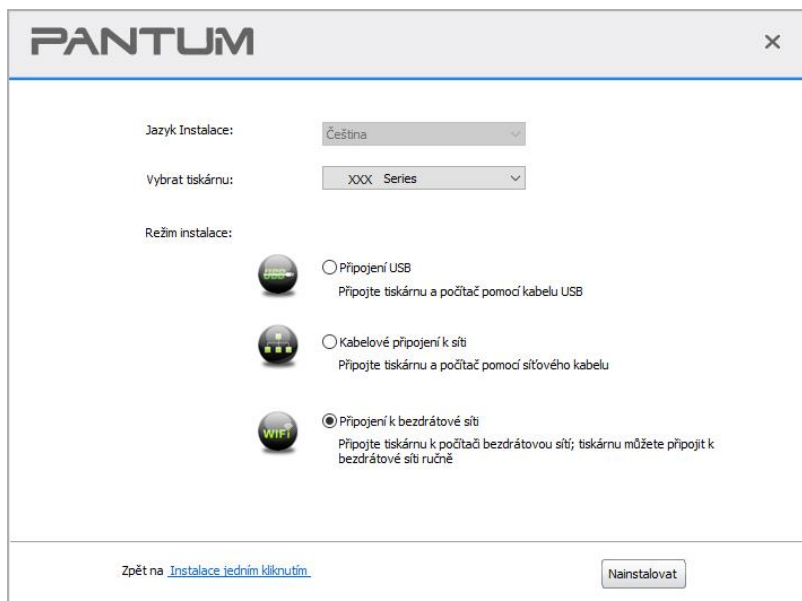 PANTUM
Jazyk Instalace:
Čeština
Vybrat tiskárnu:
XXX Series
Režim instalace:
USB
Připojení USB
Připojte tiskárnu a počítač pomocí kabelu USB
Kabelové připojení k síti
Připojte tiskárnu a počítač pomocí síťového kabelu
WiFi
Připojení k bezdrátové síti
Připojte tiskárnu k počítači bezdrátovou sítí; tiskárnu můžete připojit k
bezdrátové síti ručně
Zpět na Instalace jedním kliknutím
Nainstalovat